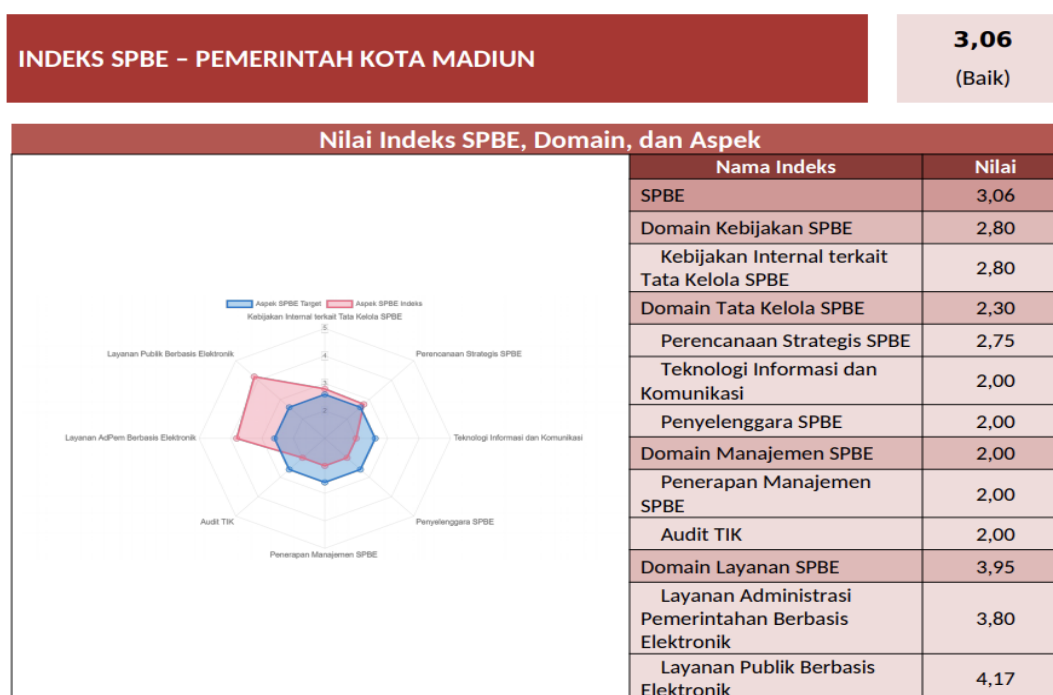 INDEKS SPBE – PEMERINTAH KOTA MADIUN
3,06
(Baik)
Nilai Indeks SPBE, Domain, dan Aspek
Aspek SPBE Target
Aspek SPBE Indeks
Kebijakan Internal terkait Tata Kelola SPBE
5
4
3
2
Layanan Publik Berbasis Elektronik
Perencanaan Strategis SPBE
Layanan AdPem Berbasis Elektronik
Teknologi Informasi dan Komunikasi
Audit TIK
Penyelenggara SPBE
Penerapan Manajemen SPBE
Nama Indeks Nilai
SPBE 3,06
Domain Kebijakan SPBE 2,80
Kebijakan Internal terkait
Tata Kelola SPBE 2,80
Domain Tata Kelola SPBE 2,30
Perencanaan Strategis SPBE 2,75
Teknologi Informasi dan
Komunikasi 2,00
Penyelenggara SPBE 2,00
Domain Manajemen SPBE 2,00
Penerapan Manajemen
SPBE 2,00
Audit TIK 2,00
Domain Layanan SPBE 3,95
Layanan Administrasi
Pemerintahan Berbasis 3,80
Elektronik
Layanan Publik Berbasis
Elektronik 4,17